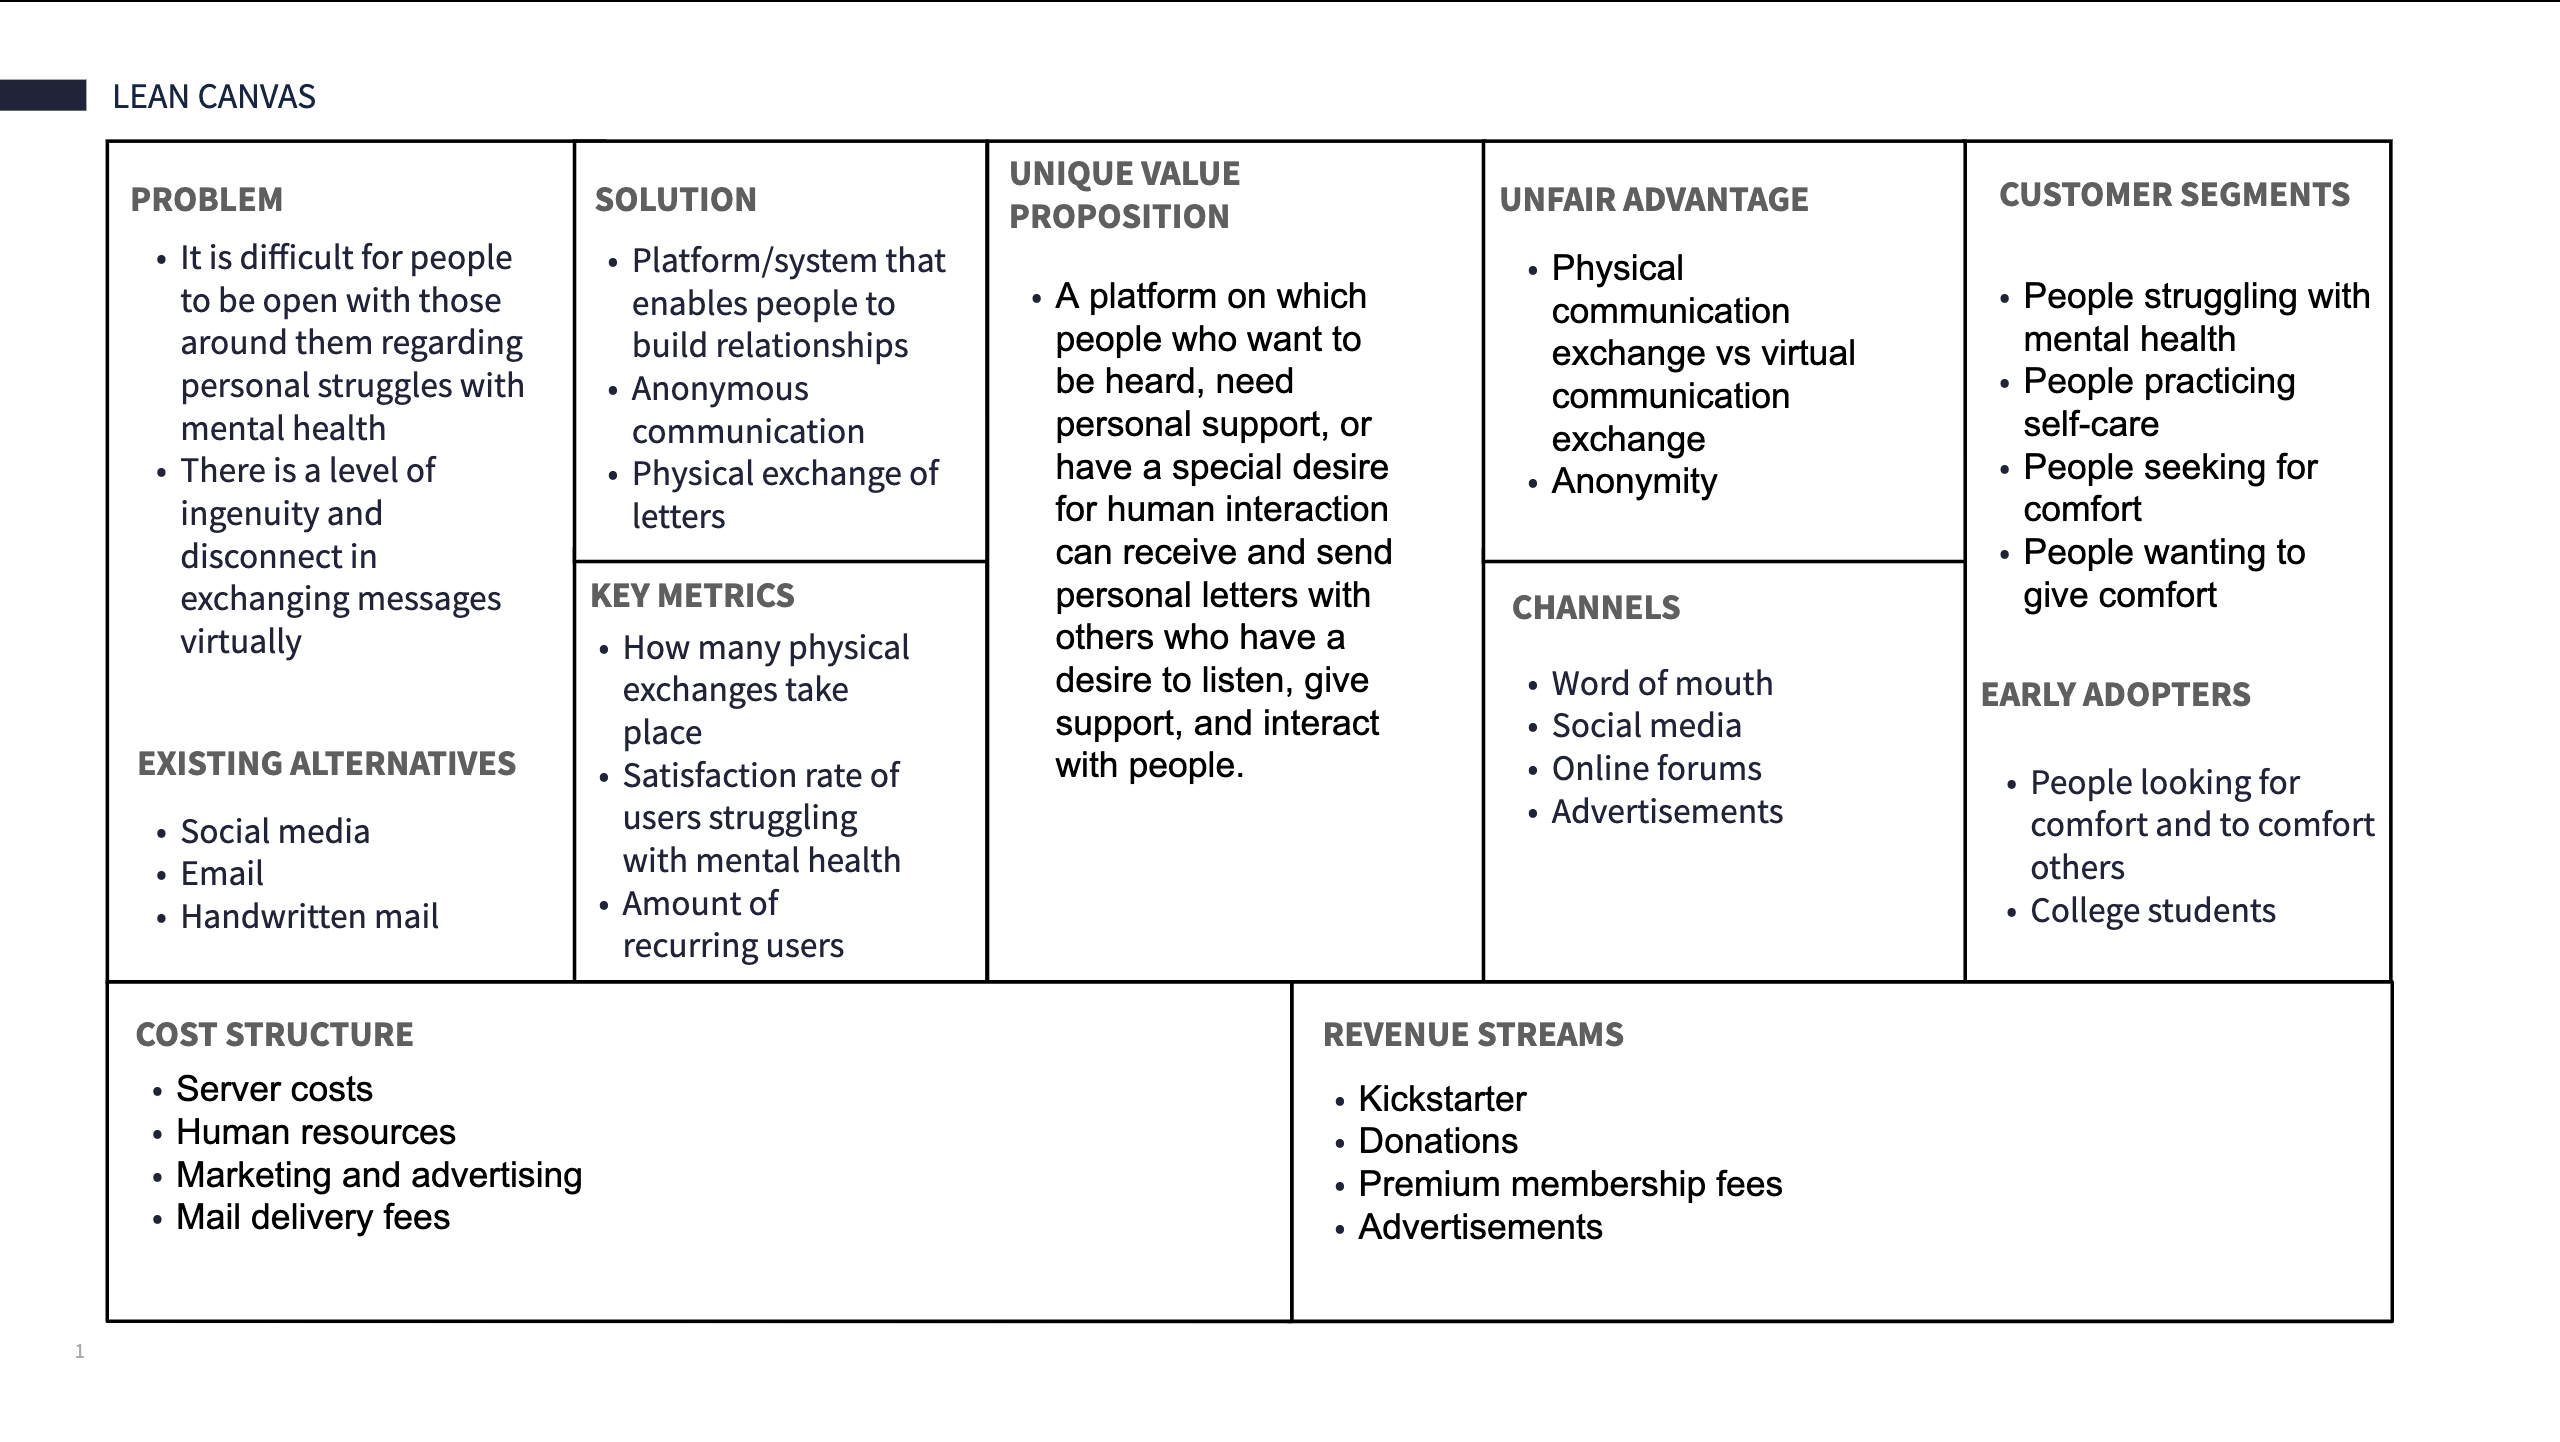 LEAN CANVAS
PROBLEM
• It is difficult for people
to be open with those
around them regarding
personal struggles with
mental health
• There is a level of
ingenuity and
disconnect in
exchanging messages
virtually
EXISTING ALTERNATIVES
• Social media
• Email
• Handwritten mail
SOLUTION
• Platform/system that
enables people to
build relationships
• Anonymous
communication
• Physical exchange of
letters
KEY METRICS
• How many physical
exchanges take
place
• Satisfaction rate of
users struggling
with mental health
• Amount of
recurring users
UNIQUE VALUE
PROPOSITION
• A platform on which
people who want to
be heard, need
personal support, or
have a special desire
for human interaction
can receive and send
personal letters with
others who have a
desire to listen, give
support, and interact
with people.
UNFAIR ADVANTAGE
• Physical
communication
exchange vs virtual
communication
exchange
• Anonymity
CHANNELS
• Word of mouth
• Social media
• Online forums
• Advertisements
CUSTOMER SEGMENTS
• People struggling with
mental health
• People practicing
self-care
• People seeking for
comfort
• People wanting to
give comfort
EARLY ADOPTERS
• People looking for
comfort and to comfort
others
• College students
COST STRUCTURE
• Server costs
• Human resources
• Marketing and advertising
• Mail delivery fees
REVENUE STREAMS
• Kickstarter
• Donations
• Premium membership fees
• Advertisements
1